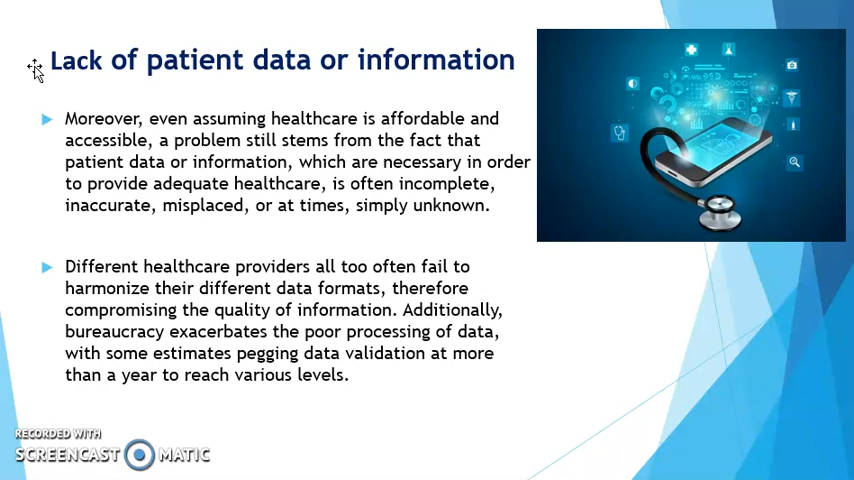 Lack of patient data or information
Moreover, even assuming healthcare is affordable and
accessible, a problem still stems from the fact that
patient data or information, which are necessary in order
to provide adequate healthcare, is often incomplete,
inaccurate, misplaced, or at times, simply unknown.
Different healthcare providers all too often fail to
harmonize their different data formats, therefore
compromising the quality of information. Additionally,
bureaucracy exacerbates the poor processing of data,
with some estimates pegging data validation at more
than a year to reach various levels.
RECORDED WITH
SCREENCAST MATIC